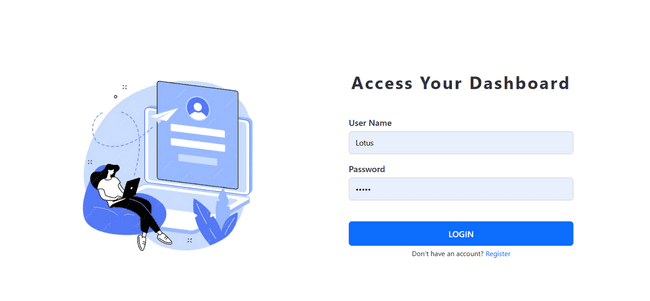 Access Your Dashboard
User Name
Lotus
Password
•••••
LOGIN
Don't have an account? Register